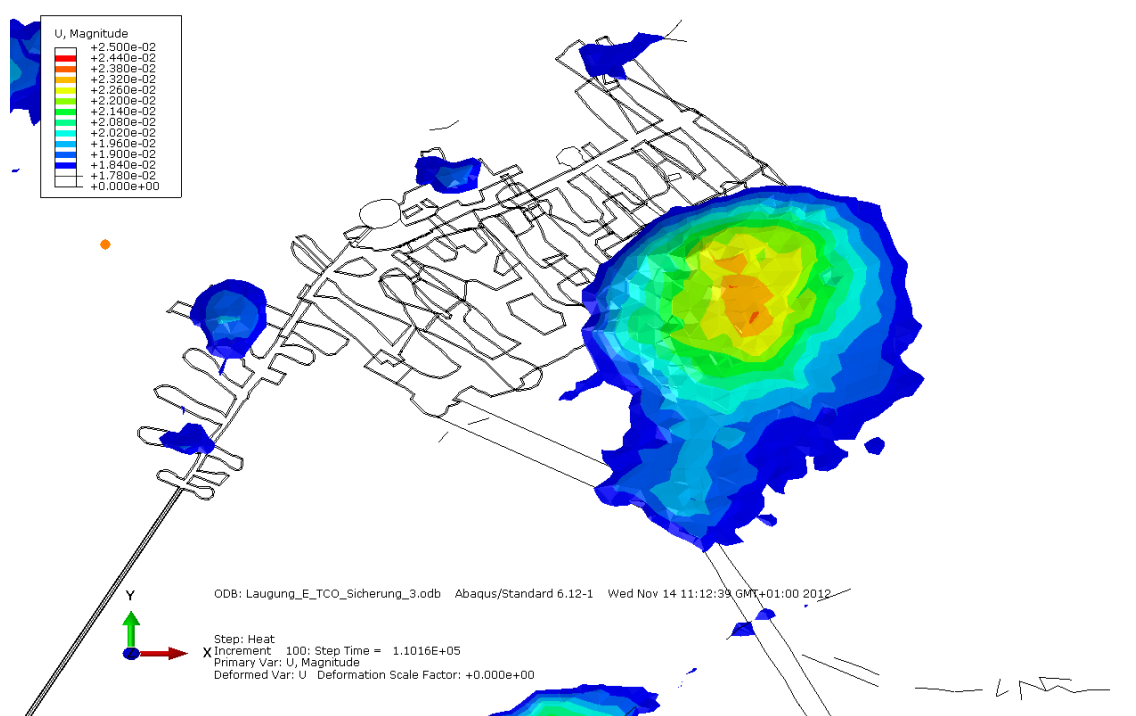 U, Magnitude
+2.500e-02
+2.440e-02
+2.380e-02
+2.320e-02
+2.260e-02
+2.200e-02
+2.140e-02
+2.080e-02
+2.020e-02
+1.960e-02
+1.900e-02
+1.840e-02
+1.780e-02
+0.000e+00
Y
X
Z
ODB: Laugung_E_TCO_Sicherung_3.odb Abaqus/Standard 6.12-1 Wed Nov 14 11:12:39 GMT+01:00 2012
Step: Heat
Increment 100: Step Time = 1.1016E+05
Primary Var: U, Magnitude
Deformed Var: U Deformation Scale Factor: +0.000e+00